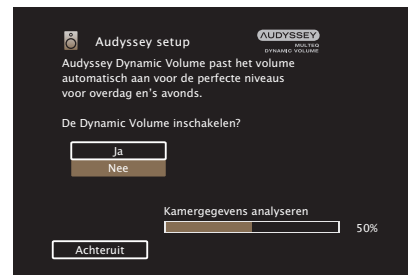 Audyssey setup
AUDYSSEY
MULTEQ
DYNAMIC VOLUME
Audyssey Dynamic Volume past het volume
automatisch aan voor de perfecte niveaus
voor overdag en's avonds.
De Dynamic Volume inschakelen?
Ja
Nee
Kamergegevens analyseren
50%
Achteruit